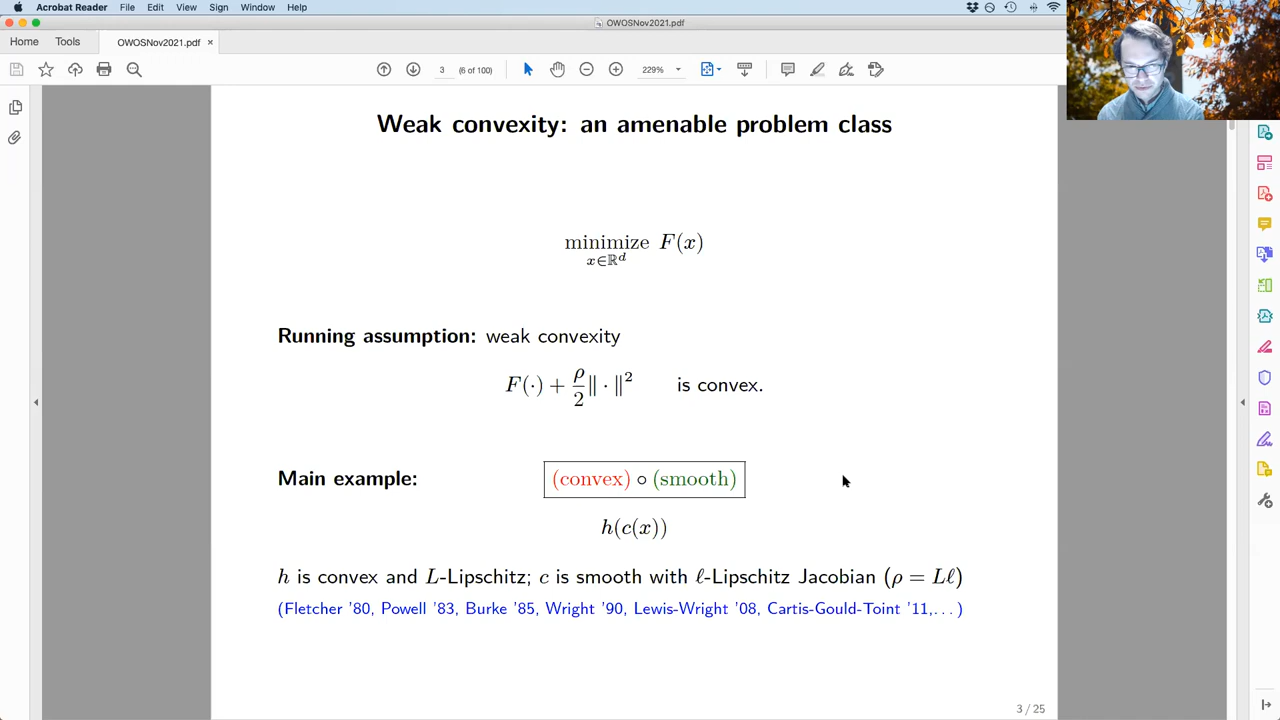 Acrobat Reader File Edit View Sign Window Help
OWOSNov2021.pdf
Home Tools OWOSNov2021.pdf ×
3 (6 of 100) 229%
Weak convexity: an amenable problem class
minimize F(x)
x∈ℝᵈ
Running assumption: weak convexity
F(·) + ρ/2 ‖ · ‖² is convex.
Main example: (convex) ∘ (smooth)
h(c(x))
h is convex and L-Lipschitz; c is smooth with ℓ-Lipschitz Jacobian (ρ = Lℓ)
(Fletcher '80, Powell '83, Burke '85, Wright '90, Lewis-Wright '08, Cartis-Gould-Toint '11,...)
3 / 25